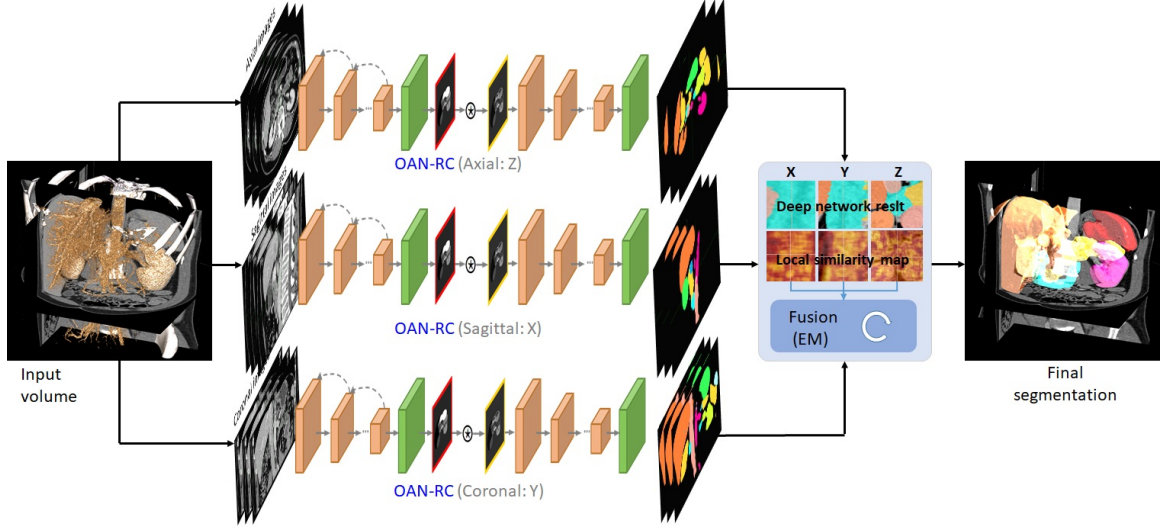 Axial images
...
...
OAN-RC (Axial: Z)
Input
volume
Sagittal images
...
...
OAN-RC (Sagittal: X)
Coronal images
...
...
OAN-RC (Coronal: Y)
X Y Z
Deep network reslt
Local similarity map
Fusion
(EM)
Final
segmentation